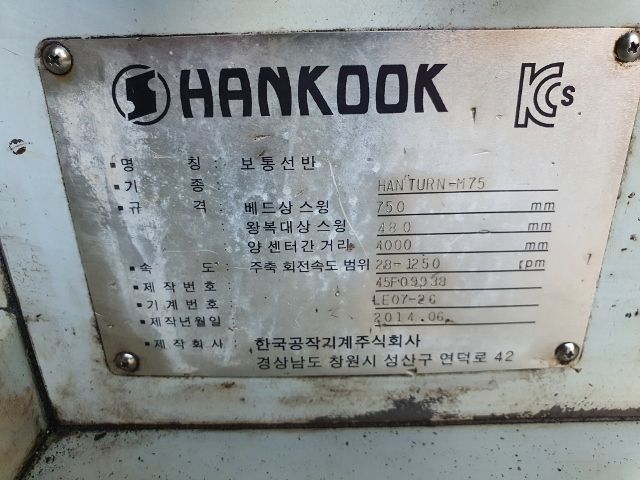 HANKOOK
KCs
▪ 명 칭 : 보통선반
▪ 기 종 : HAN TURN-M75
▪ 규 격 : 베드상 스윙 750 mm
왕복대상 스윙 480 mm
양 센터간 거리 4000 mm
▪ 속 도 : 주축 회전속도 범위 28-1250 rpm
▪ 제작번호 : 45P09938
▪ 기계번호 : LE07-26
▪ 제작년월일 : 2014.06.
▪ 제작회사 : 한국공작기계주식회사
경상남도 창원시 성산구 연덕로 42